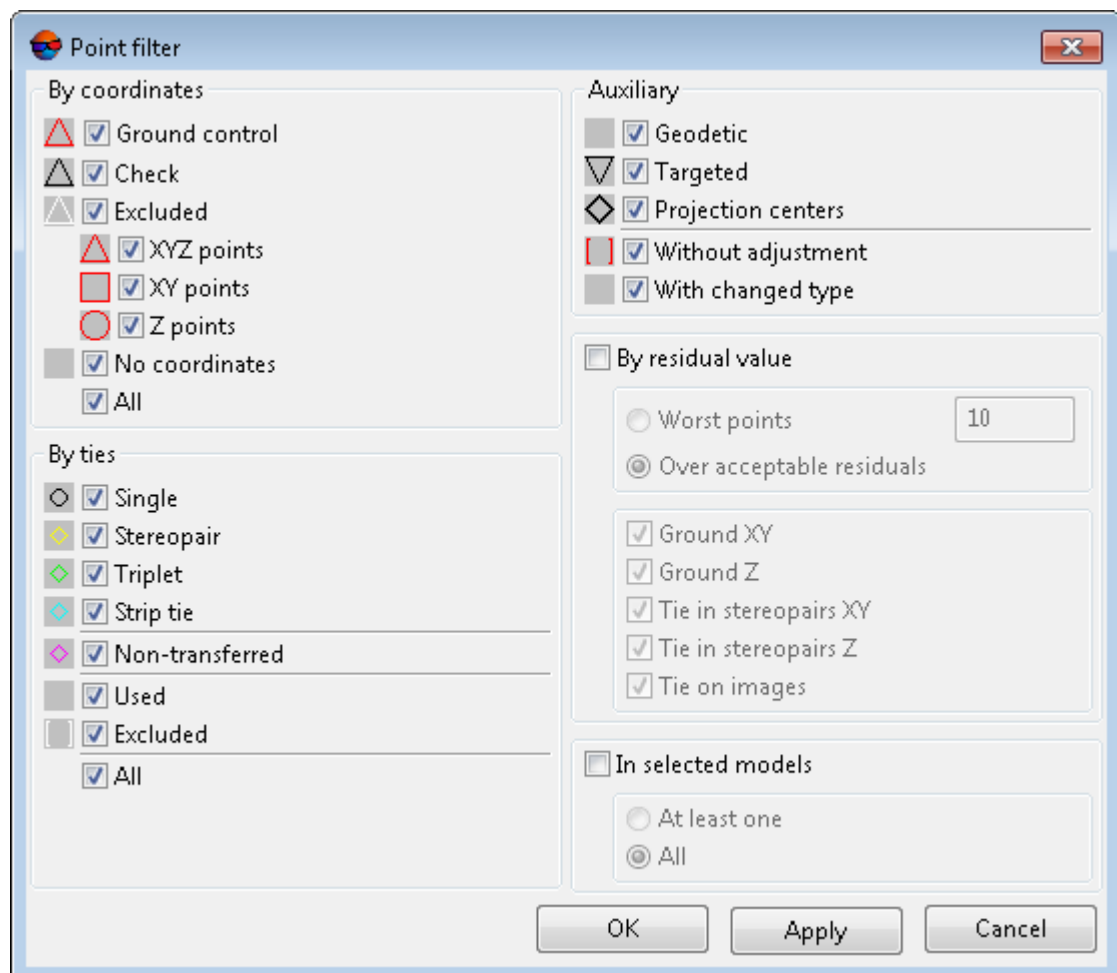 Point filter
By coordinates
Ground control
Check
Excluded
XYZ points
XY points
Z points
No coordinates
All
By ties
Single
Stereopair
Triplet
Strip tie
Non-transferred
Used
Excluded
All
Auxiliary
Geodetic
Targeted
Projection centers
Without adjustment
With changed type
By residual value
Worst points 10
Over acceptable residuals
Ground XY
Ground Z
Tie in stereopairs XY
Tie in stereopairs Z
Tie on images
In selected models
At least one
All
OK Apply Cancel